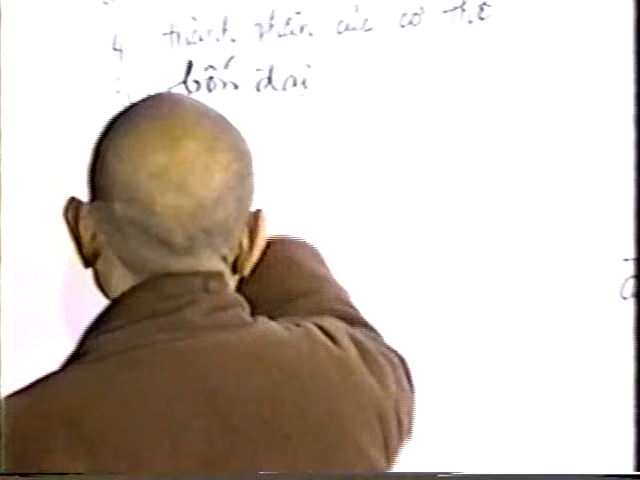 4 thành phần của cơ thể
bốn đại